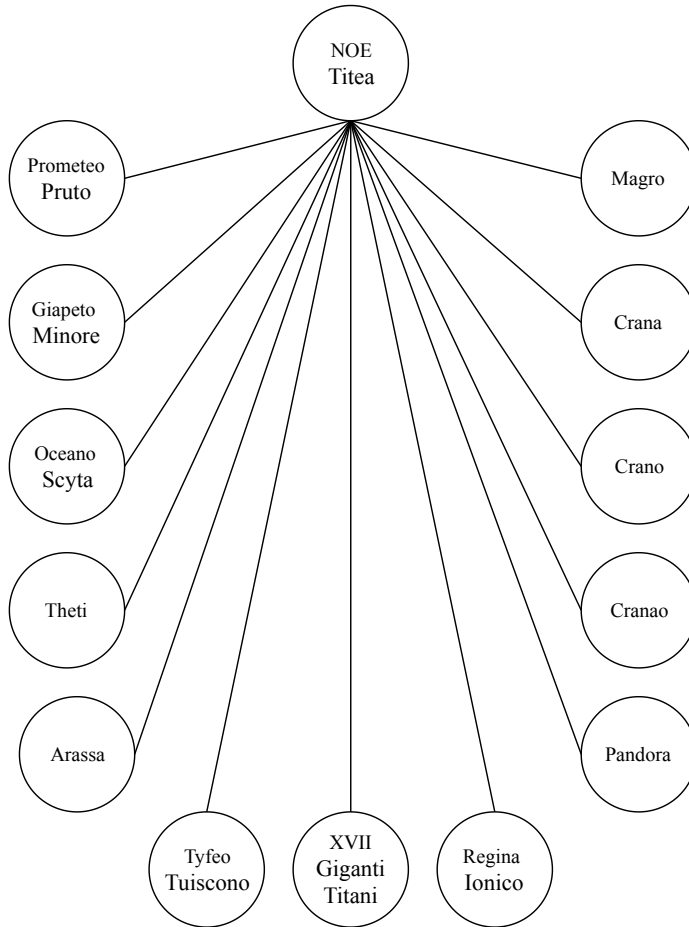 NOE
Titea
Prometeo
Pruto
Magro
Giapeto
Minore
Crana
Oceano
Scyta
Crano
Theti
Cranao
Arassa
Pandora
Tyfeo
Tuiscono
XVII
Giganti
Titani
Regina
Ionico